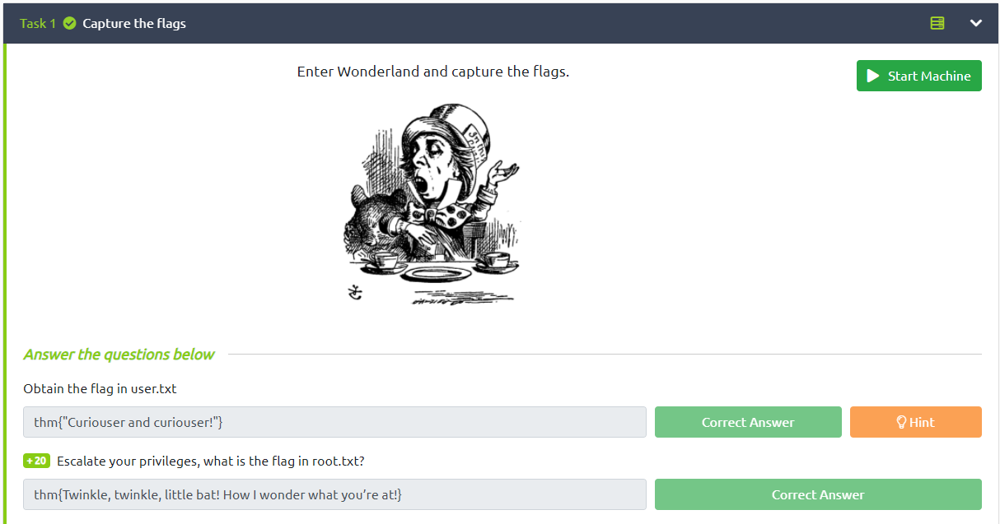 Task 1 Capture the flags
Enter Wonderland and capture the flags.
Start Machine
In this
Answer the questions below
Obtain the flag in user.txt
thm{"Curiouser and curiouser!"}
Correct Answer
Hint
+20 Escalate your privileges, what is the flag in root.txt?
thm{Twinkle, twinkle, little bat! How I wonder what you’re at!}
Correct Answer